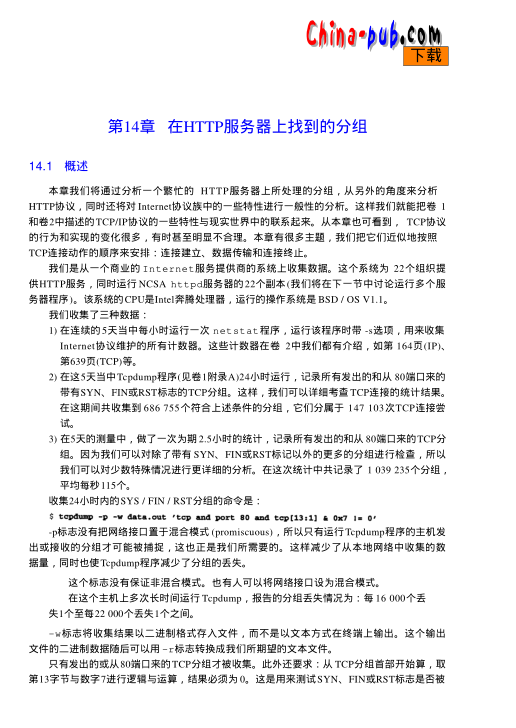 China-pub.com
下载
第14章 在HTTP服务器上找到的分组
14.1 概述
本章我们将通过分析一个繁忙的 HTTP服务器上所处理的分组，从另外的角度来分析
HTTP协议，同时还将对Internet协议族中的一些特性进行一般性的分析。这样我们就能把卷 1
和卷2中描述的TCP/IP协议的一些特性与现实世界中的联系起来。从本章也可看到， TCP协议
的行为和实现的变化很多，有时甚至明显不合理。本章有很多主题，我们把它们近似地按照
TCP连接动作的顺序来安排：连接建立、数据传输和连接终止。
我们是从一个商业的Internet服务提供商的系统上收集数据。这个系统为 22个组织提
供HTTP服务，同时运行NCSA httpd服务器的22个副本(我们将在下一节中讨论运行多个服
务器程序)。该系统的CPU是Intel奔腾处理器，运行的操作系统是BSD / OS V1.1。
我们收集了三种数据：
1) 在连续的5天当中每小时运行一次 netstat程序，运行该程序时带 -s选项，用来收集
Internet协议维护的所有计数器。这些计数器在卷 2中我们都有介绍，如第 164页(IP)、
第639页(TCP)等。
2) 在这5天当中Tcpdump程序(见卷1附录A)24小时运行，记录所有发出的和从 80端口来的
带有SYN、FIN或RST标志的TCP分组。这样，我们可以详细考查TCP连接的统计结果。
在这期间共收集到 686 755个符合上述条件的分组，它们分属于 147 103次TCP连接尝
试。
3) 在5天的测量中，做了一次为期 2.5小时的统计，记录所有发出的和从 80端口来的TCP分
组。因为我们可以对除了带有 SYN、FIN或RST标记以外的更多的分组进行检查，所以
我们可以对少数特殊情况进行更详细的分析。在这次统计中共记录了 1 039 235个分组，
平均每秒115个。
收集24小时内的SYS / FIN / RST分组的命令是：
$ tcpdump -p -w data.out 'tcp and port 80 and tcp[13:1] & 0x7 != 0'
-p标志没有把网络接口置于混合模式 (promiscuous)，所以只有运行Tcpdump程序的主机发
出或接收的分组才可能被捕捉，这也正是我们所需要的。这样减少了从本地网络中收集的数
据量，同时也使Tcpdump程序减少了分组的丢失。
这个标志没有保证非混合模式。也有人可以将网络接口设为混合模式。
在这个主机上多次长时间运行 Tcpdump，报告的分组丢失情况为：每 16 000个丢
失1个至每22 000个丢失1个之间。
-w标志将收集结果以二进制格式存入文件，而不是以文本方式在终端上输出。这个输出
文件的二进制数据随后可以用 -r标志转换成我们所期望的文本文件。
只有发出的或从80端口来的TCP分组才被收集。此外还要求：从 TCP分组首部开始算，取
第13字节与数字7进行逻辑与运算，结果必须为 0。这是用来测试SYN、FIN或RST标志是否被